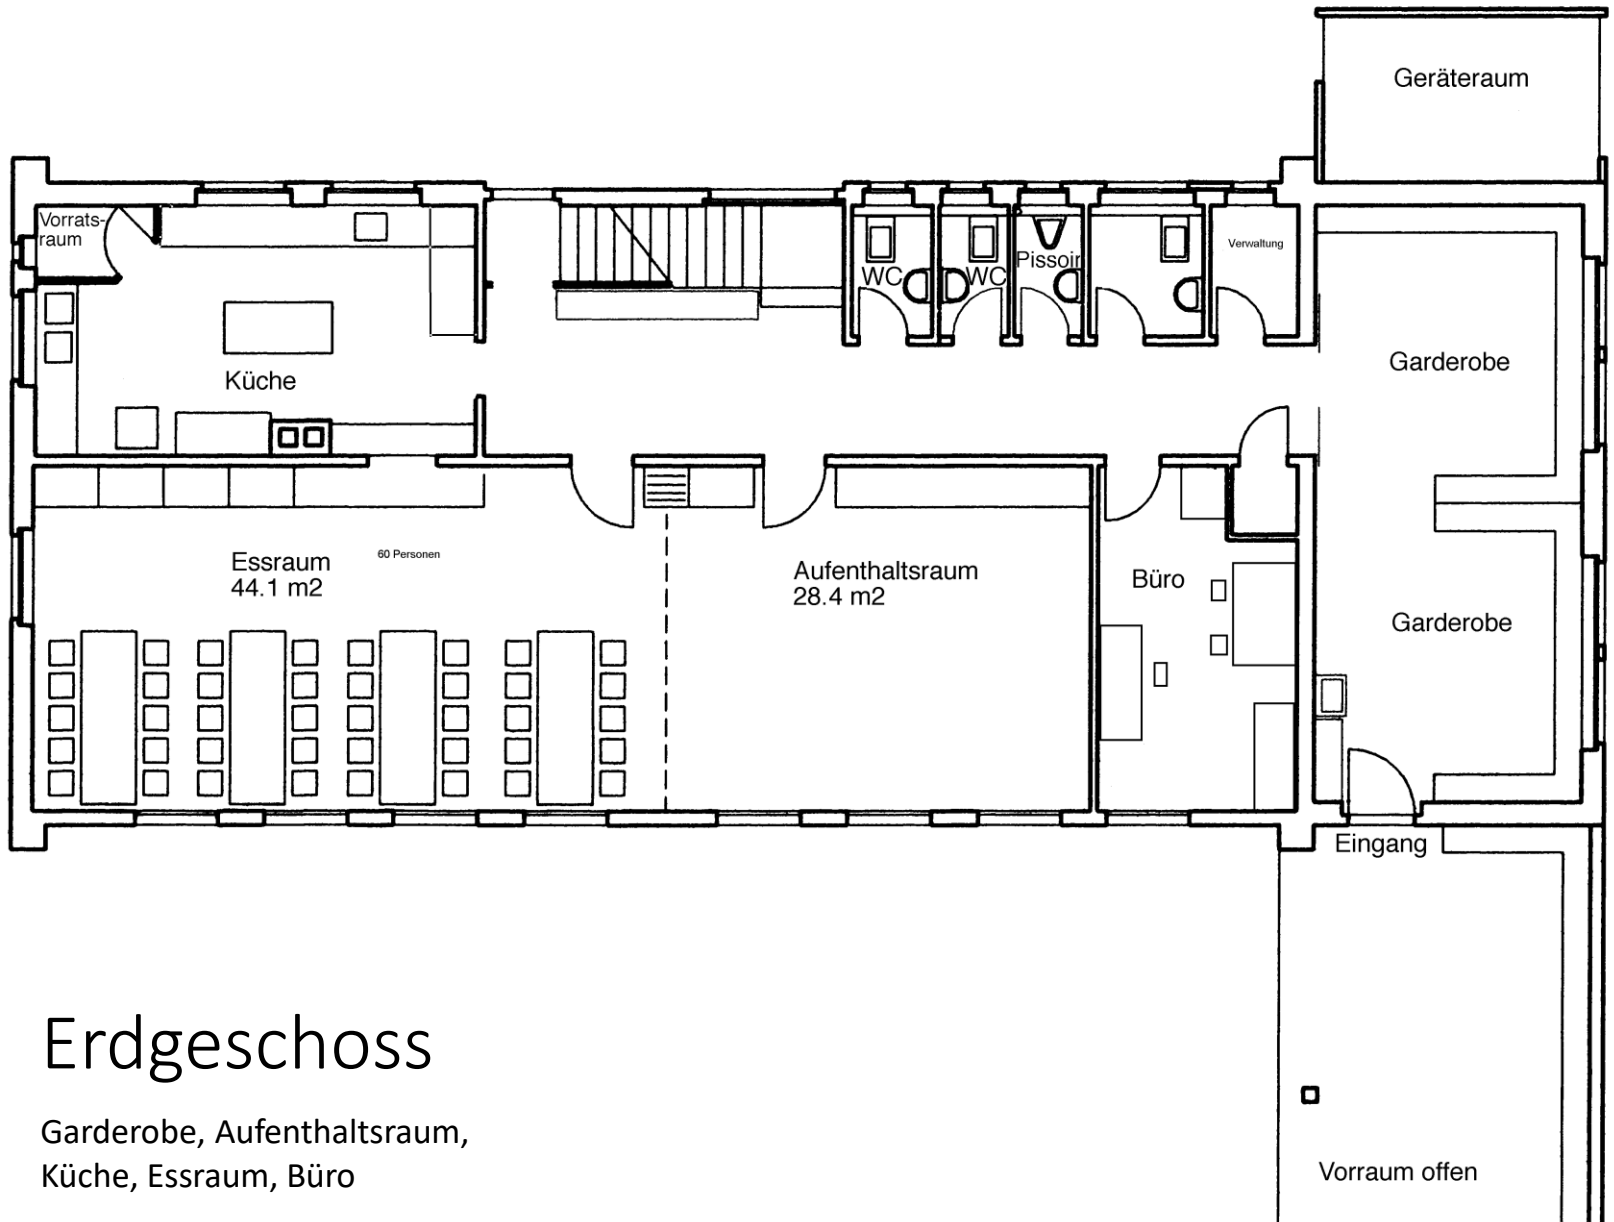 Geräteraum
Vorrats-
raum
WC
WC
Pissoir
Verwaltung
Küche
Garderobe
Essraum
44.1 m2
60 Personen
Aufenthaltsraum
28.4 m2
Büro
Garderobe
Eingang
Erdgeschoss
Garderobe, Aufenthaltsraum,
Küche, Essraum, Büro
Vorraum offen